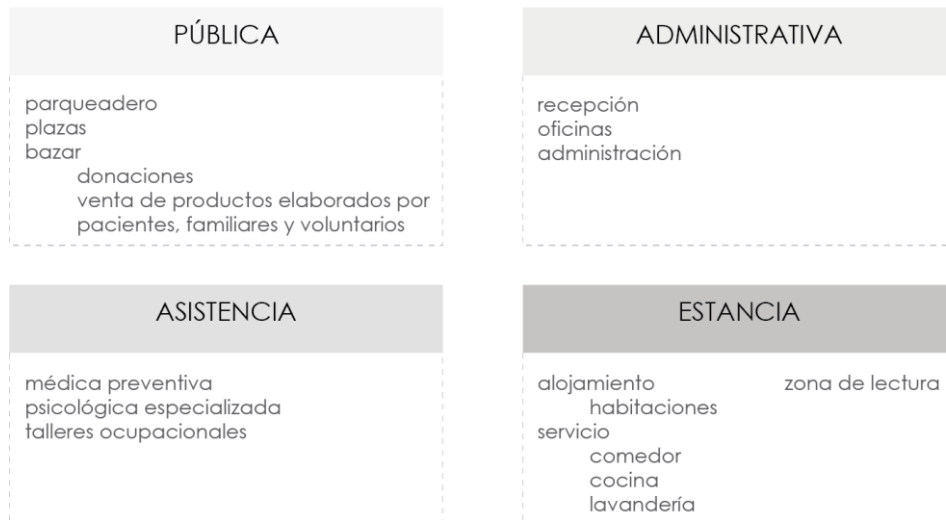 PÚBLICA
parqueadero
plazas
bazar
donaciones
venta de productos elaborados por
pacientes, familiares y voluntarios
ADMINISTRATIVA
recepción
oficinas
administración
ASISTENCIA
médica preventiva
psicológica especializada
talleres ocupacionales
ESTANCIA
alojamiento
habitaciones
servicio
comedor
cocina
lavandería
zona de lectura